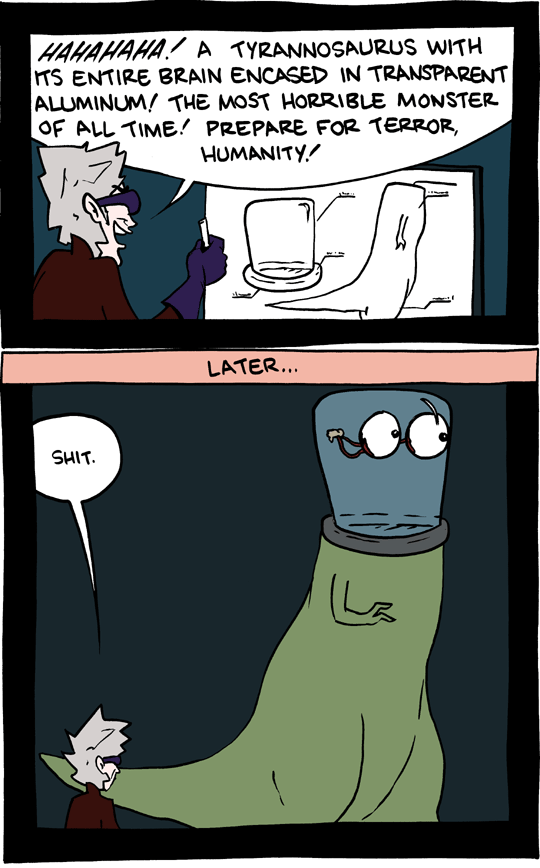 HAHAHAHA! A TYRANNOSAURUS WITH
ITS ENTIRE BRAIN ENCASED IN TRANSPARENT
ALUMINUM! THE MOST HORRIBLE MONSTER
OF ALL TIME! PREPARE FOR TERROR,
HUMANITY!
LATER...
SHIT.